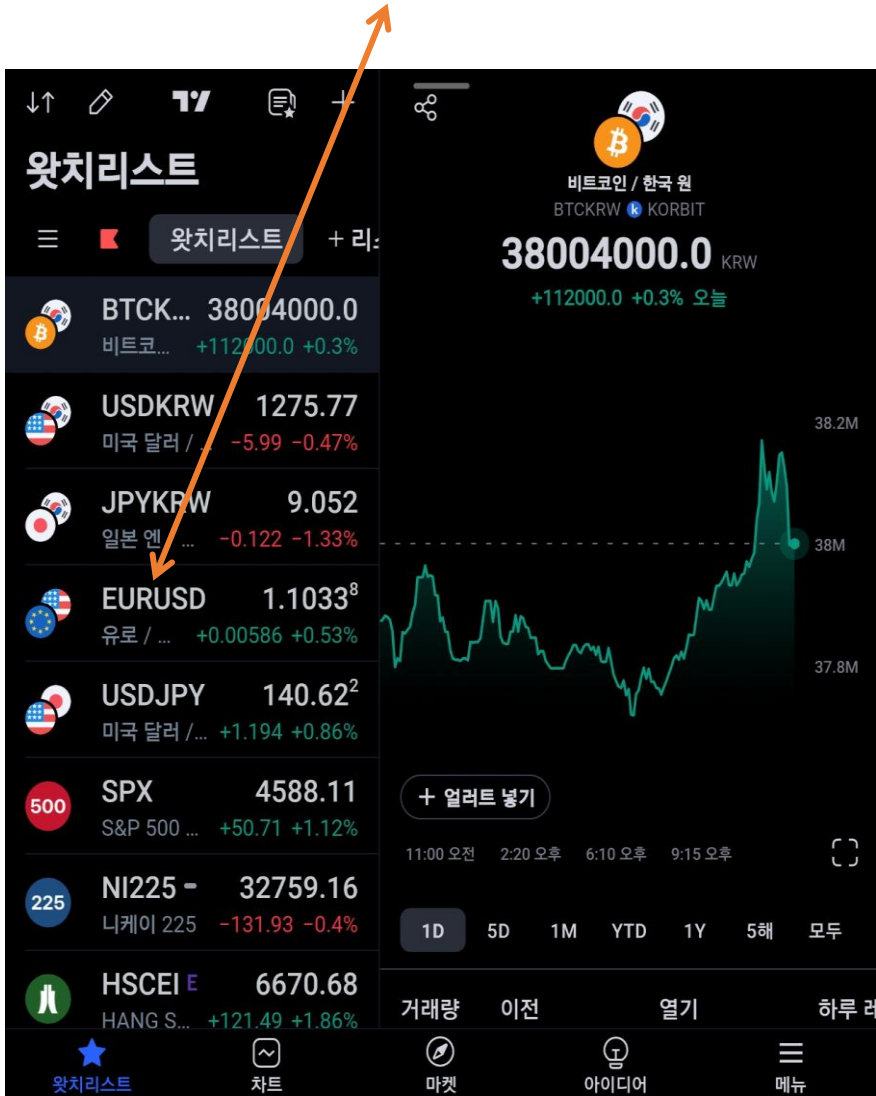 왓치리스트
왓치리스트
+ 리스
BTCK... 38004000.0
비트코... +112000.0 +0.3%
USDKRW 1275.77
미국 달러 / ... −5.99 −0.47%
JPYKRW 9.052
일본 엔 / ... −0.122 −1.33%
EURUSD 1.1033⁸
유로 / ... +0.00586 +0.53%
USDJPY 140.62²
미국 달러 /... +1.194 +0.86%
500
SPX 4588.11
S&P 500 ... +50.71 +1.12%
225
NI225 32759.16
니케이 225 −131.93 −0.4%
HSCEI E 6670.68
HANG S... +121.49 +1.86%
비트코인 / 한국 원
BTCKRW k KORBIT
38004000.0 KRW
+112000.0 +0.3% 오늘
38.2M
38M
37.8M
+ 얼러트 넣기
11:00 오전 2:20 오후 6:10 오후 9:15 오후
1D 5D 1M YTD 1Y 5해 모두
거래량 이전 열기 하루
왓치리스트 차트 마켓 아이디어 메뉴